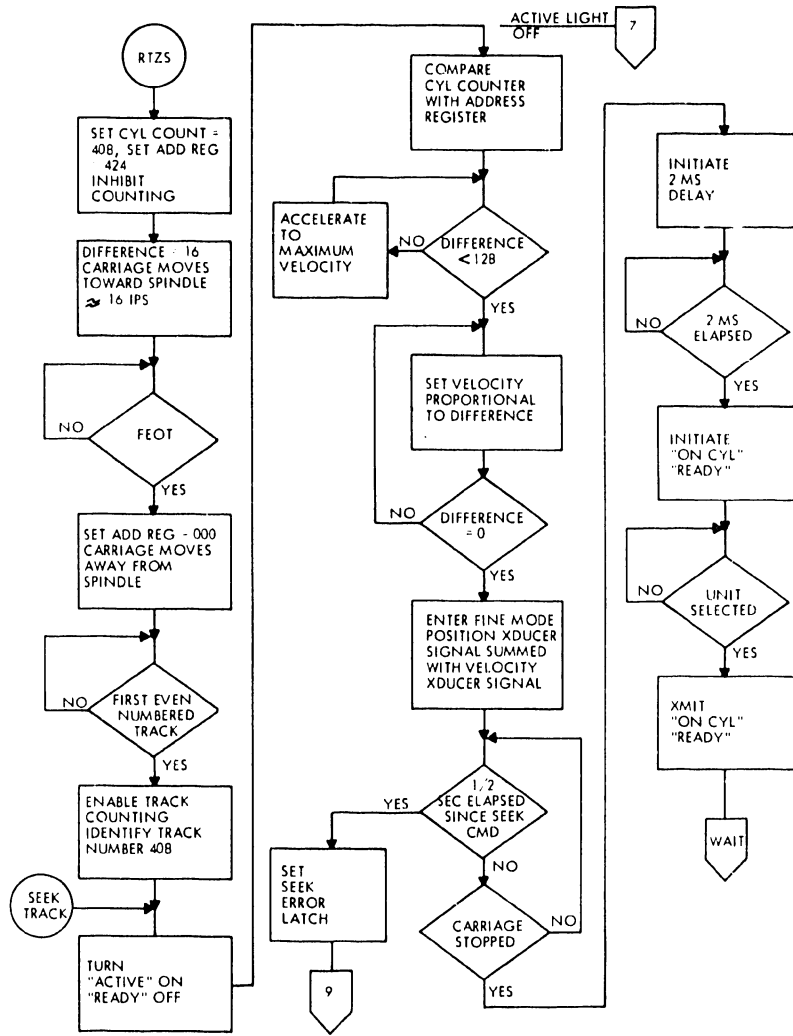 RTZS
SET CYL COUNT =
408, SET ADD REG
424
INHIBIT
COUNTING
DIFFERENCE - 16
CARRIAGE MOVES
TOWARD SPINDLE
≈ 16 IPS
NO
FEOT
YES
SET ADD REG - 000
CARRIAGE MOVES
AWAY FROM
SPINDLE
NO
FIRST EVEN
NUMBERED
TRACK
YES
ENABLE TRACK
COUNTING
IDENTIFY TRACK
NUMBER 408
SEEK
TRACK
TURN
"ACTIVE" ON
"READY" OFF
ACTIVE LIGHT
OFF
7
COMPARE
CYL COUNTER
WITH ADDRESS
REGISTER
ACCELERATE
TO
MAXIMUM
VELOCITY
NO
DIFFERENCE
<128
YES
SET VELOCITY
PROPORTIONAL
TO DIFFERENCE
NO
DIFFERENCE
= 0
YES
ENTER FINE MODE
POSITION XDUCER
SIGNAL SUMMED
WITH VELOCITY
XDUCER SIGNAL
YES
1/2
SEC ELAPSED
SINCE SEEK
CMD
NO
SET
SEEK
ERROR
LATCH
9
CARRIAGE
STOPPED
NO
YES
INITIATE
2 MS
DELAY
NO
2 MS
ELAPSED
YES
INITIATE
"ON CYL"
"READY"
NO
UNIT
SELECTED
YES
XMIT
"ON CYL"
"READY"
WAIT